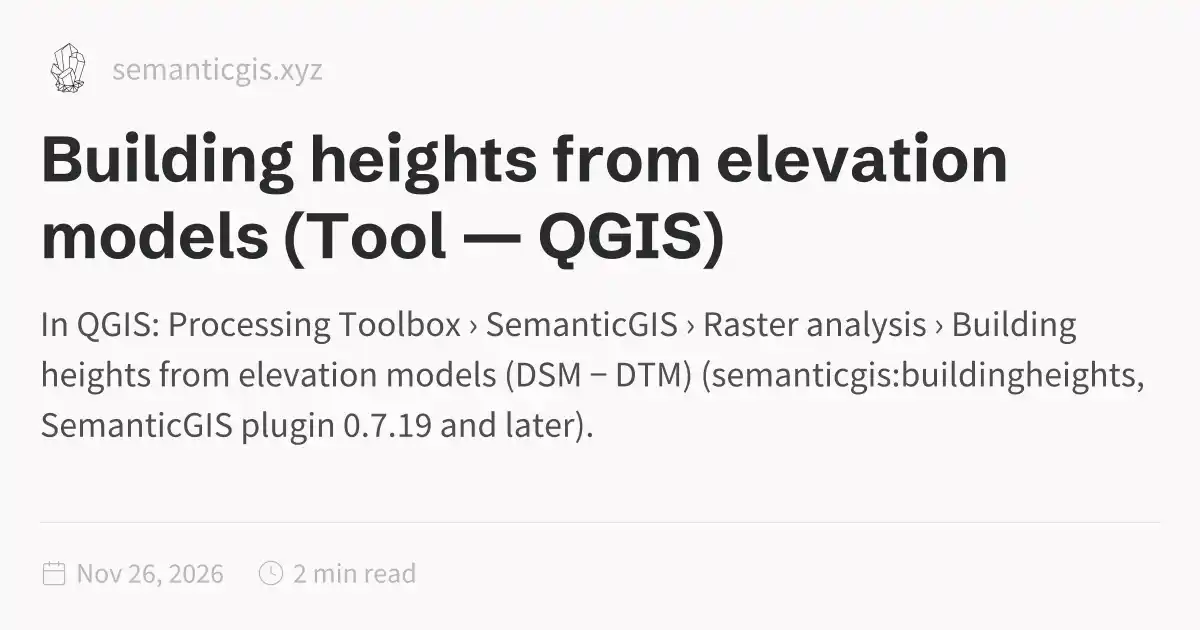 semanticgis.xyz
Building heights from elevation
models (Tool — QGIS)
In QGIS: Processing Toolbox › SemanticGIS › Raster analysis › Building
heights from elevation models (DSM − DTM) (semanticgis:buildingheights,
SemanticGIS plugin 0.7.19 and later).
Nov 26, 2026 2 min read